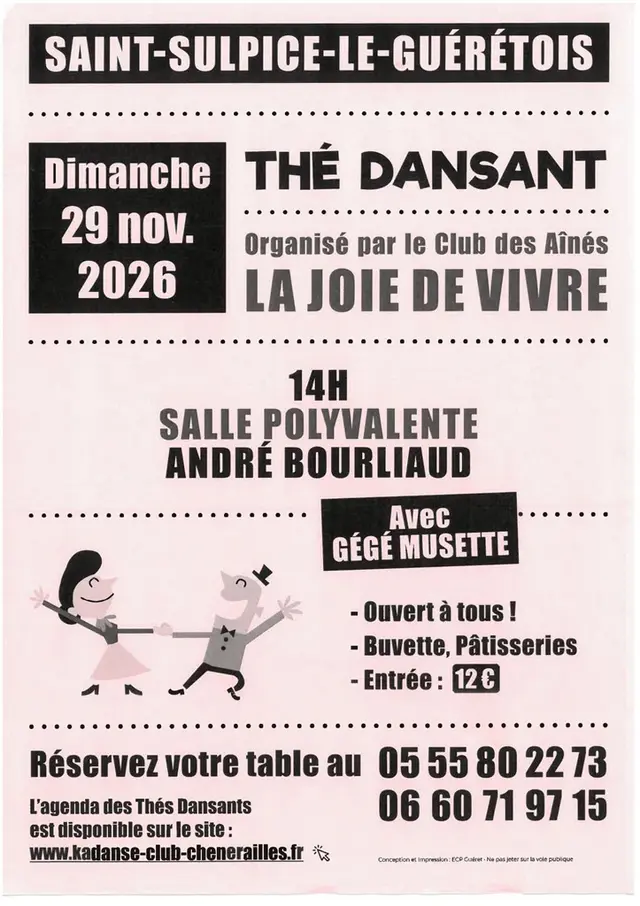 SAINT-SULPICE-LE-GUÉRÉTOIS
Dimanche
29 nov.
2026
THÉ DANSANT
Organisé par le Club des Aînés
LA JOIE DE VIVRE
14H
SALLE POLYVALENTE
ANDRÉ BOURLIAUD
Avec
GÉGÉ MUSETTE
- Ouvert à tous !
- Buvette, Pâtisseries
- Entrée : 12 €
Réservez votre table au 05 55 80 22 73
06 60 71 97 15
L'agenda des Thés Dansants
est disponible sur le site :
www.kadanse-club-chenerailles.fr
Conception et Impression : ECP Guéret - Ne pas jeter sur la voie publique